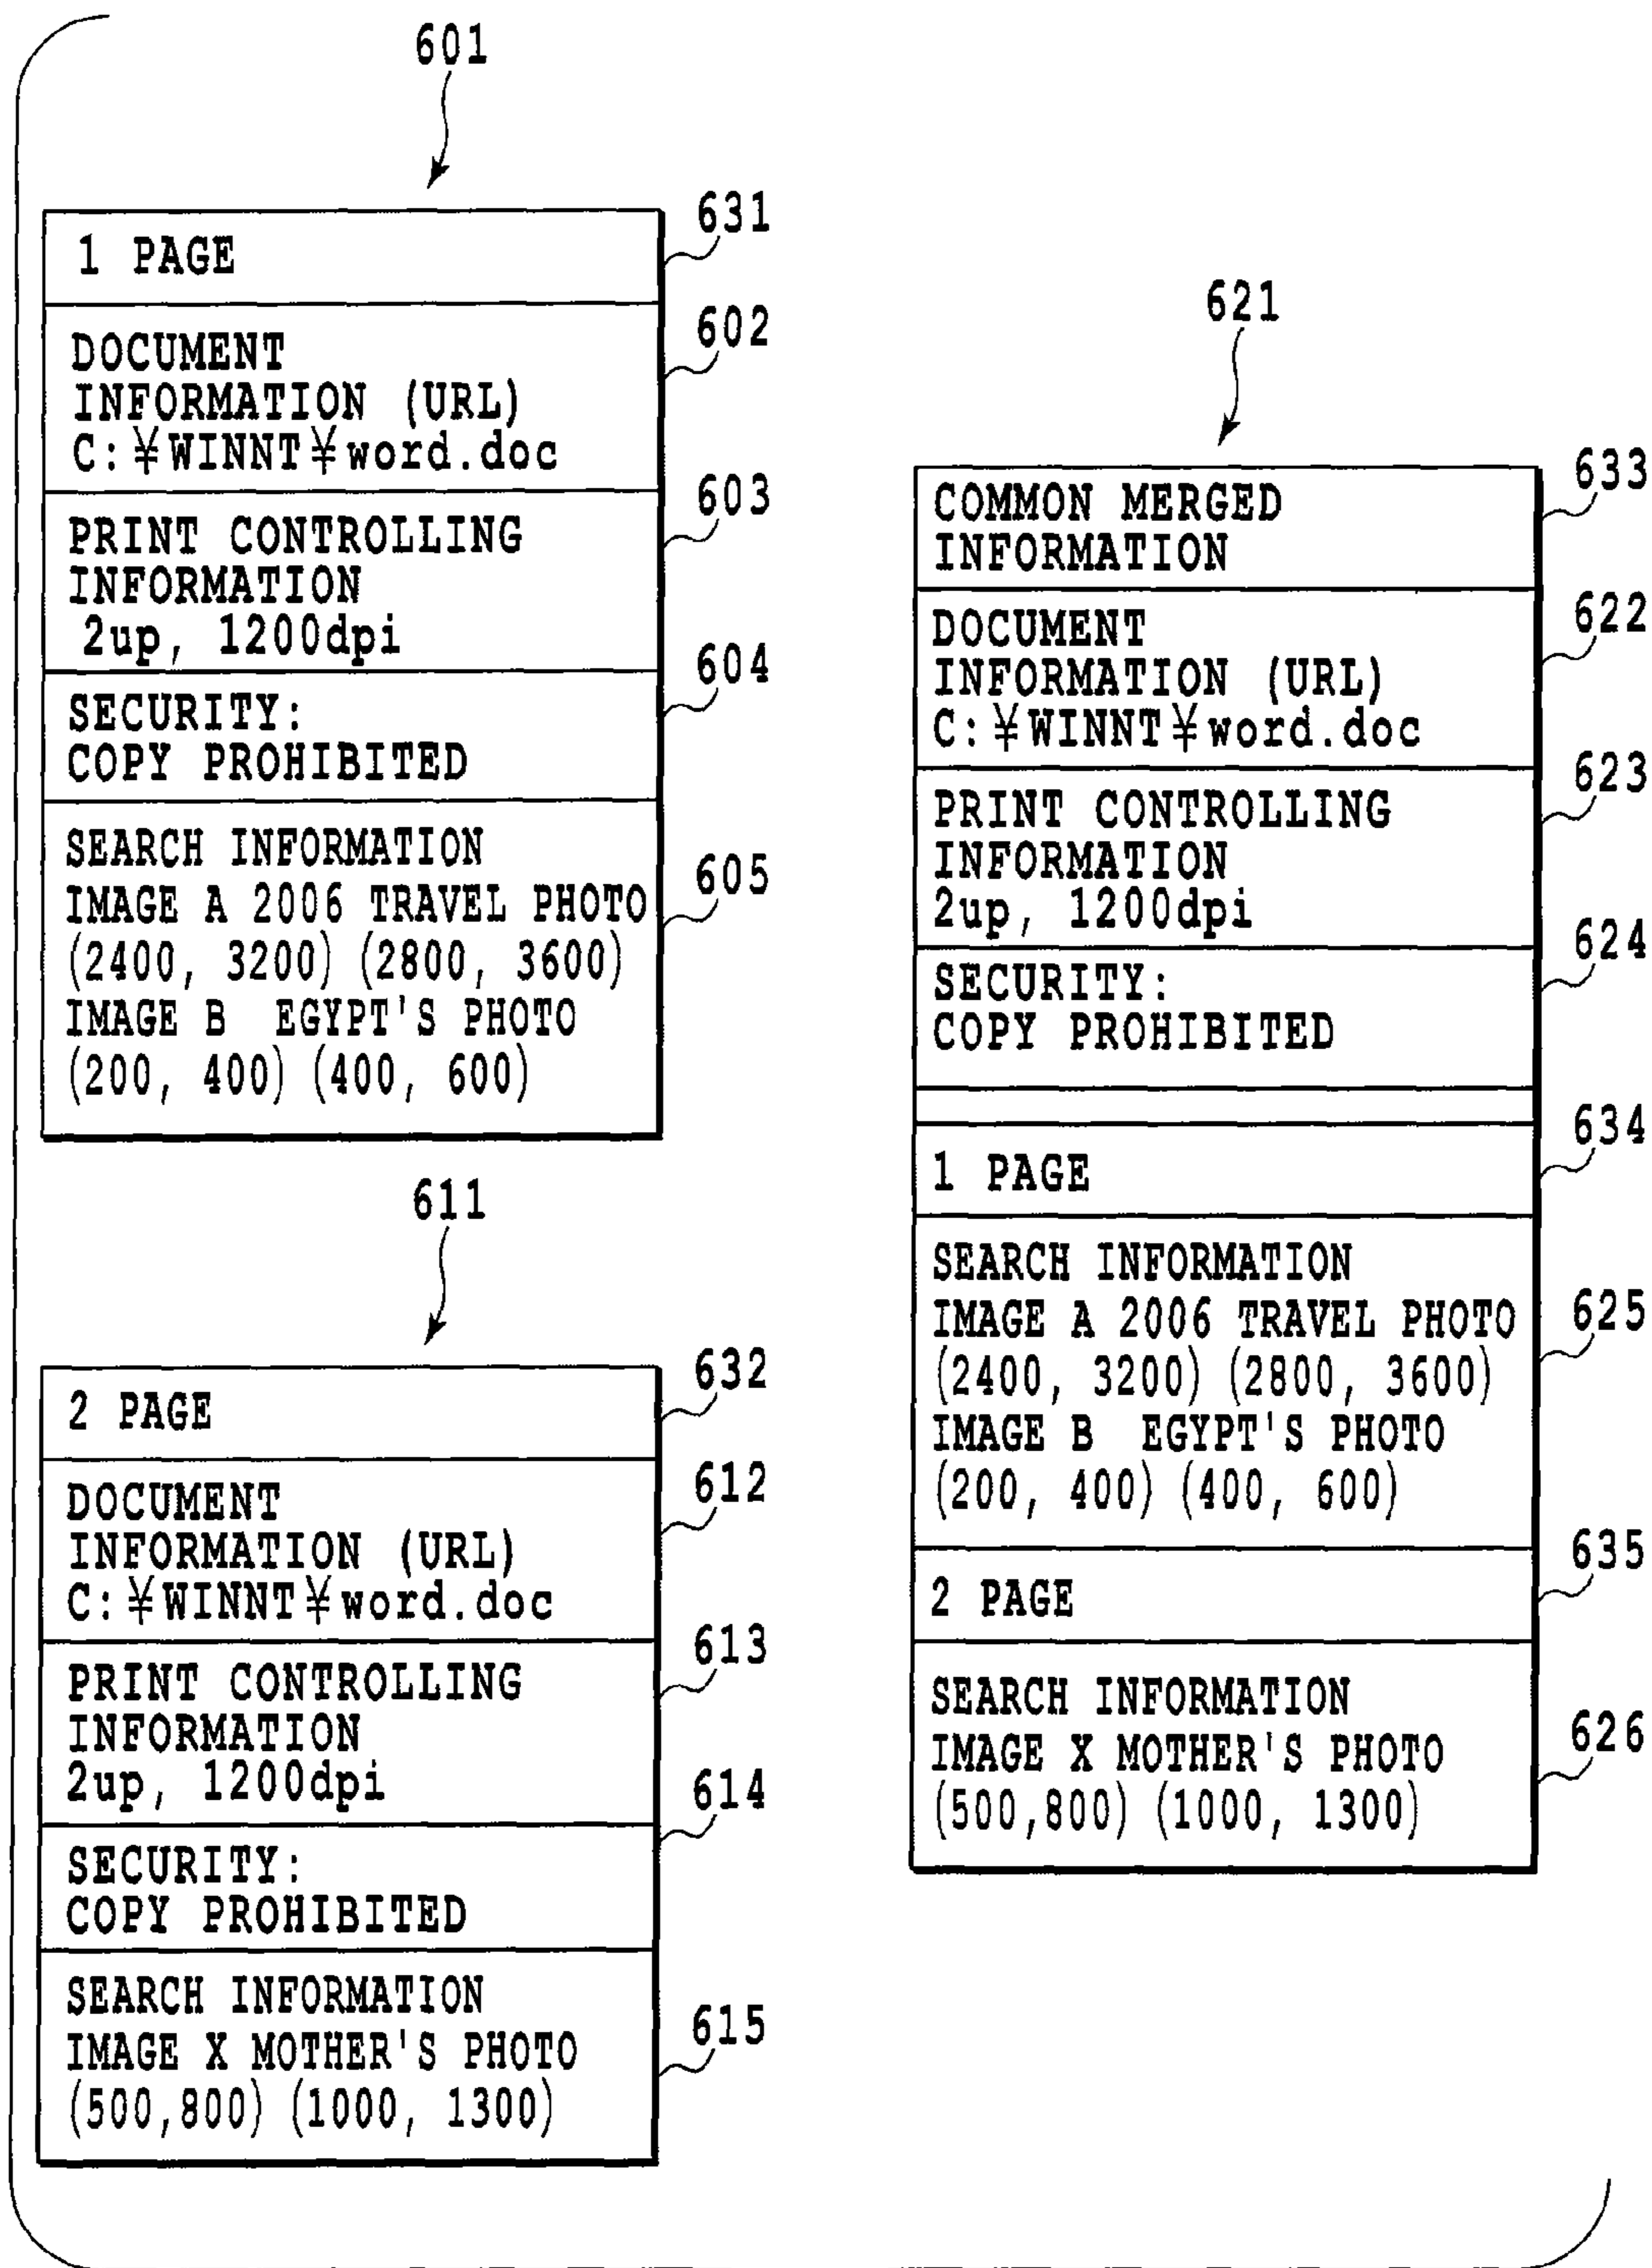 601
631
1 PAGE
602
DOCUMENT
INFORMATION (URL)
C:¥WINNT¥word.doc
603
PRINT CONTROLLING
INFORMATION
2up, 1200dpi
604
SECURITY:
COPY PROHIBITED
605
SEARCH INFORMATION
IMAGE A 2006 TRAVEL PHOTO
(2400, 3200) (2800, 3600)
IMAGE B EGYPT'S PHOTO
(200, 400) (400, 600)
611
632
2 PAGE
612
DOCUMENT
INFORMATION (URL)
C:¥WINNT¥word.doc
613
PRINT CONTROLLING
INFORMATION
2up, 1200dpi
614
SECURITY:
COPY PROHIBITED
615
SEARCH INFORMATION
IMAGE X MOTHER'S PHOTO
(500,800) (1000, 1300)
621
633
COMMON MERGED
INFORMATION
622
DOCUMENT
INFORMATION (URL)
C:¥WINNT¥word.doc
623
PRINT CONTROLLING
INFORMATION
2up, 1200dpi
624
SECURITY:
COPY PROHIBITED
634
1 PAGE
625
SEARCH INFORMATION
IMAGE A 2006 TRAVEL PHOTO
(2400, 3200) (2800, 3600)
IMAGE B EGYPT'S PHOTO
(200, 400) (400, 600)
635
2 PAGE
626
SEARCH INFORMATION
IMAGE X MOTHER'S PHOTO
(500,800) (1000, 1300)